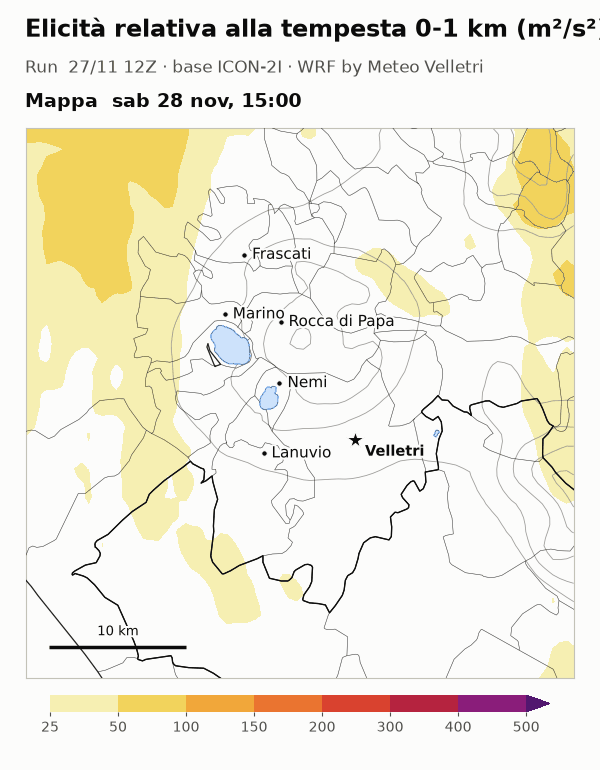 Elicità relativa alla tempesta 0-1 km (m²/s²)
Run  27/11 12Z · base ICON-2I · WRF by Meteo Velletri
Mappa  sab 28 nov, 15:00
Frascati
Marino
Rocca di Papa
Nemi
Velletri
Lanuvio
10 km
25 50 100 150 200 300 400 500